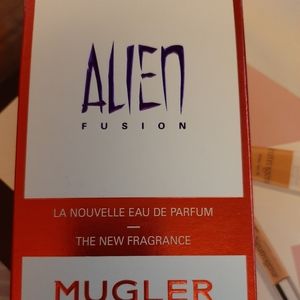 ALIEN
FUSION
LA NOUVELLE EAU DE PARFUM
THE NEW FRAGRANCE
MUGLER